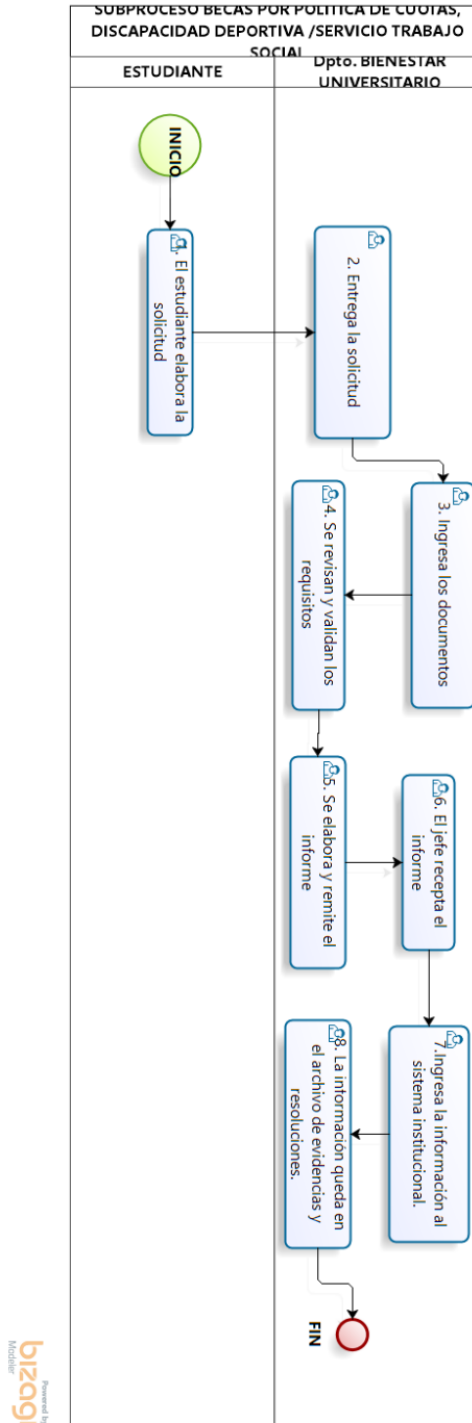 SUBPROCESO BECAS POR POLÍTICA DE CUOTAS,
DISCAPACIDAD DEPORTIVA /SERVICIO TRABAJO
SOCIAL
ESTUDIANTE
Dpto. BIENESTAR
UNIVERSITARIO
INICIO
1. El estudiante elabora la
solicitud
2. Entrega la solicitud
3. Ingresa los documentos
4. Se revisan y validan los
requisitos
5. Se elabora y remite el
informe
6. El jefe recepta el
informe
7.Ingresa la información al
sistema institucional.
8. La información queda en
el archivo de evidencias y
resoluciones.
FIN
Powered by
bizagi
Modeler